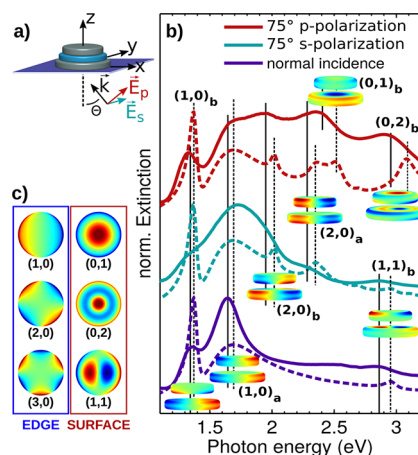 a)
z
y
x
k
E_p
E_s
Θ
b)
75° p-polarization
75° s-polarization
normal incidence
(1,0)_b
(0,1)_b
(0,2)_b
(2,0)_a
(2,0)_b
(1,1)_b
(1,0)_a
norm. Extinction
1.5 2 2.5 3
Photon energy (eV)
c)
(1,0) (0,1)
(2,0) (0,2)
(3,0) (1,1)
EDGE SURFACE